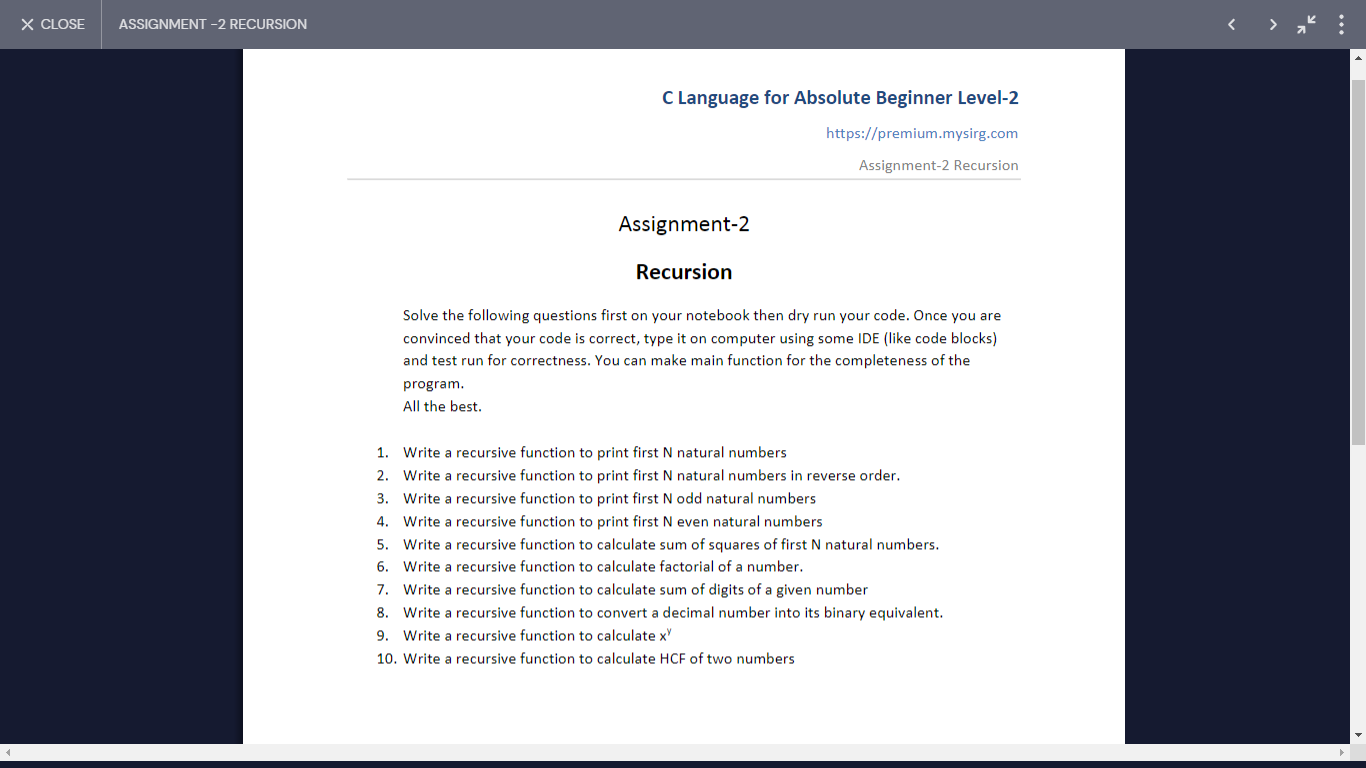 CLOSE
ASSIGNMENT -2 RECURSION
C Language for Absolute Beginner Level-2
https://premium.mysirg.com
Assignment-2 Recursion
Assignment-2
Recursion
Solve the following questions first on your notebook then dry run your code. Once you are
convinced that your code is correct, type it on computer using some IDE (like code blocks)
and test run for correctness. You can make main function for the completeness of the
program.
All the best.
1. Write a recursive function to print first N natural numbers
2. Write a recursive function to print first N natural numbers in reverse order.
3. Write a recursive function to print first N odd natural numbers
4. Write a recursive function to print first N even natural numbers
5. Write a recursive function to calculate sum of squares of first N natural numbers.
6. Write a recursive function to calculate factorial of a number.
7. Write a recursive function to calculate sum of digits of a given number
8. Write a recursive function to convert a decimal number into its binary equivalent.
9. Write a recursive function to calculate xʸ
10. Write a recursive function to calculate HCF of two numbers